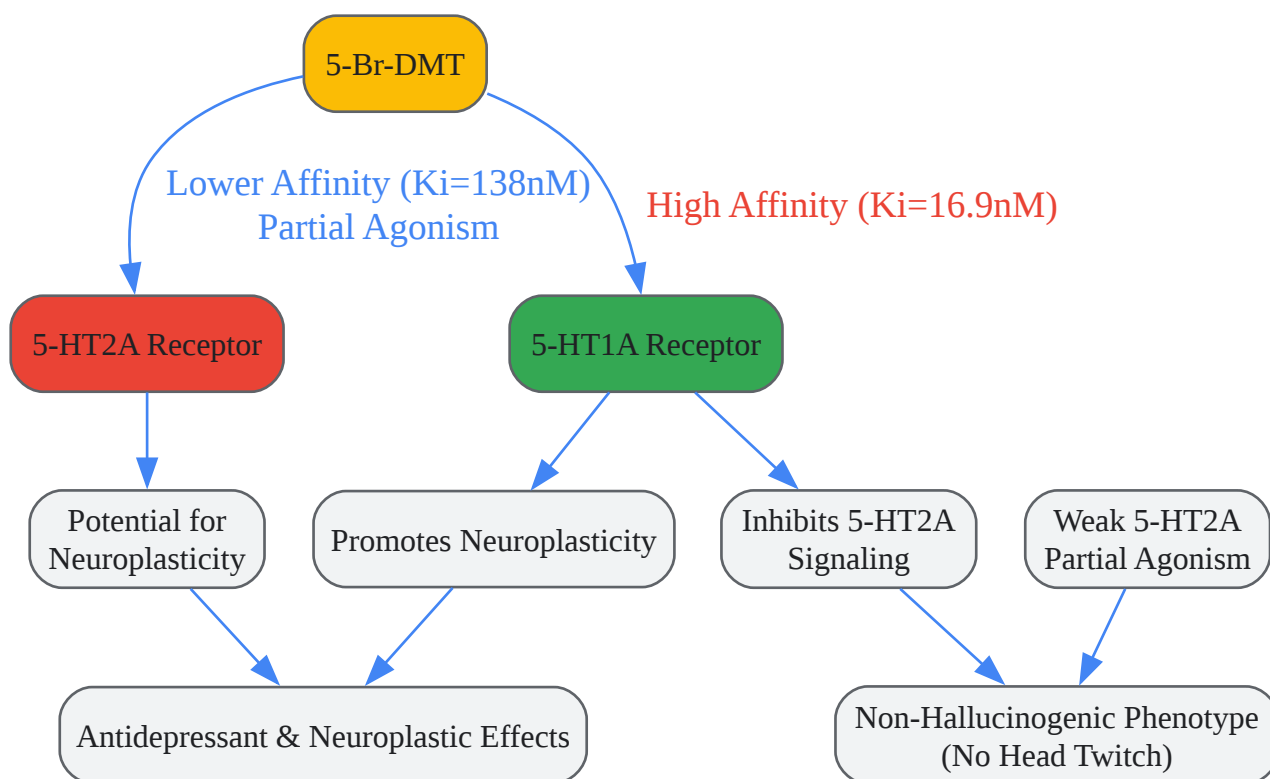 5-Br-DMT
Lower Affinity (Ki=138nM)
Partial Agonism
High Affinity (Ki=16.9nM)
5-HT2A Receptor
5-HT1A Receptor
Potential for
Neuroplasticity
Promotes Neuroplasticity
Inhibits 5-HT2A
Signaling
Weak 5-HT2A
Partial Agonism
Antidepressant & Neuroplastic Effects
Non-Hallucinogenic Phenotype
(No Head Twitch)